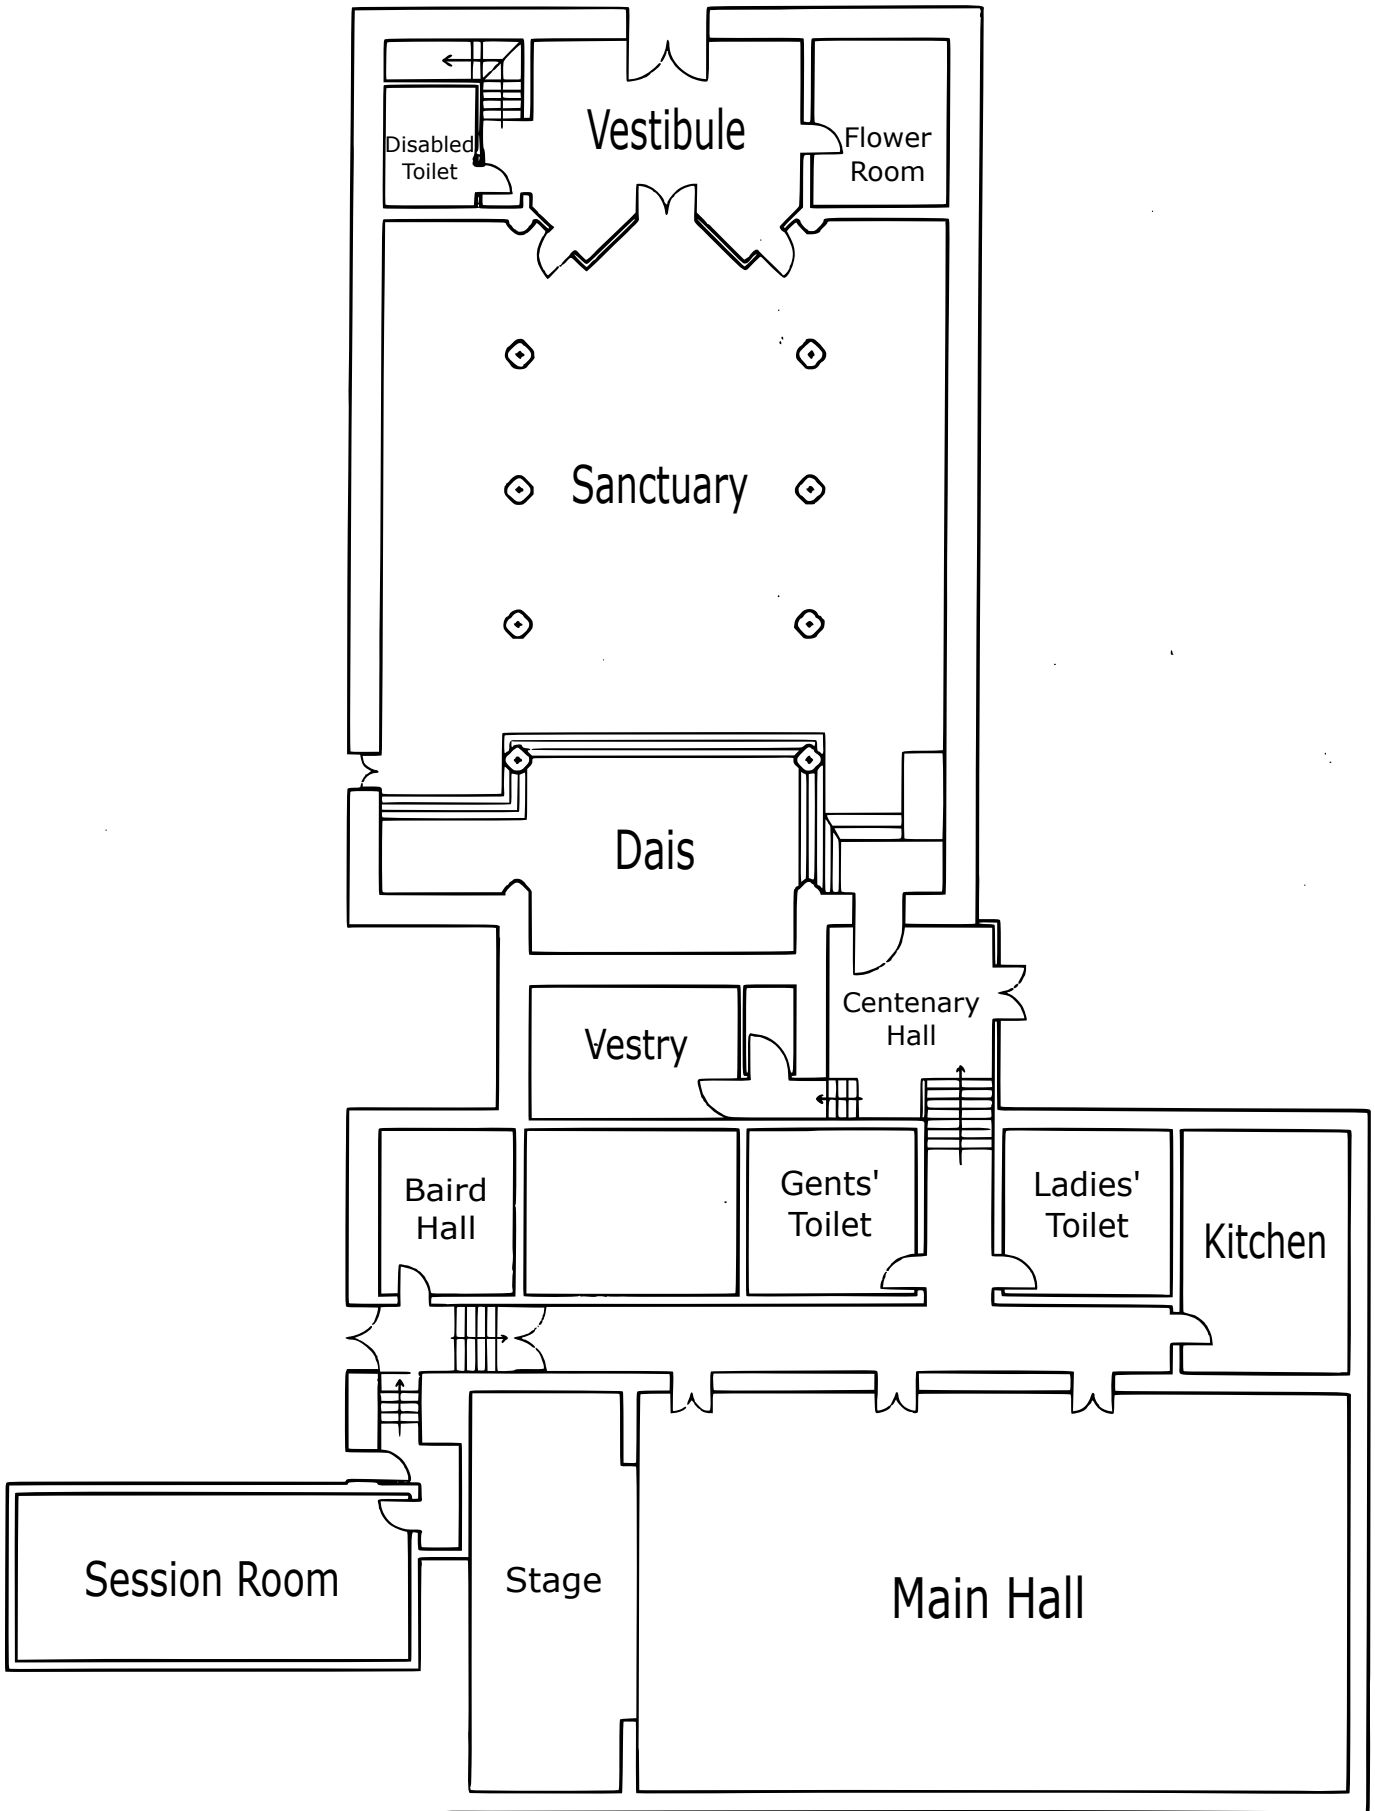 Vestibule
Disabled
Toilet
Flower
Room
Sanctuary
Dais
Centenary
Hall
Vestry
Baird
Hall
Gents'
Toilet
Ladies'
Toilet
Kitchen
Session Room
Stage
Main Hall